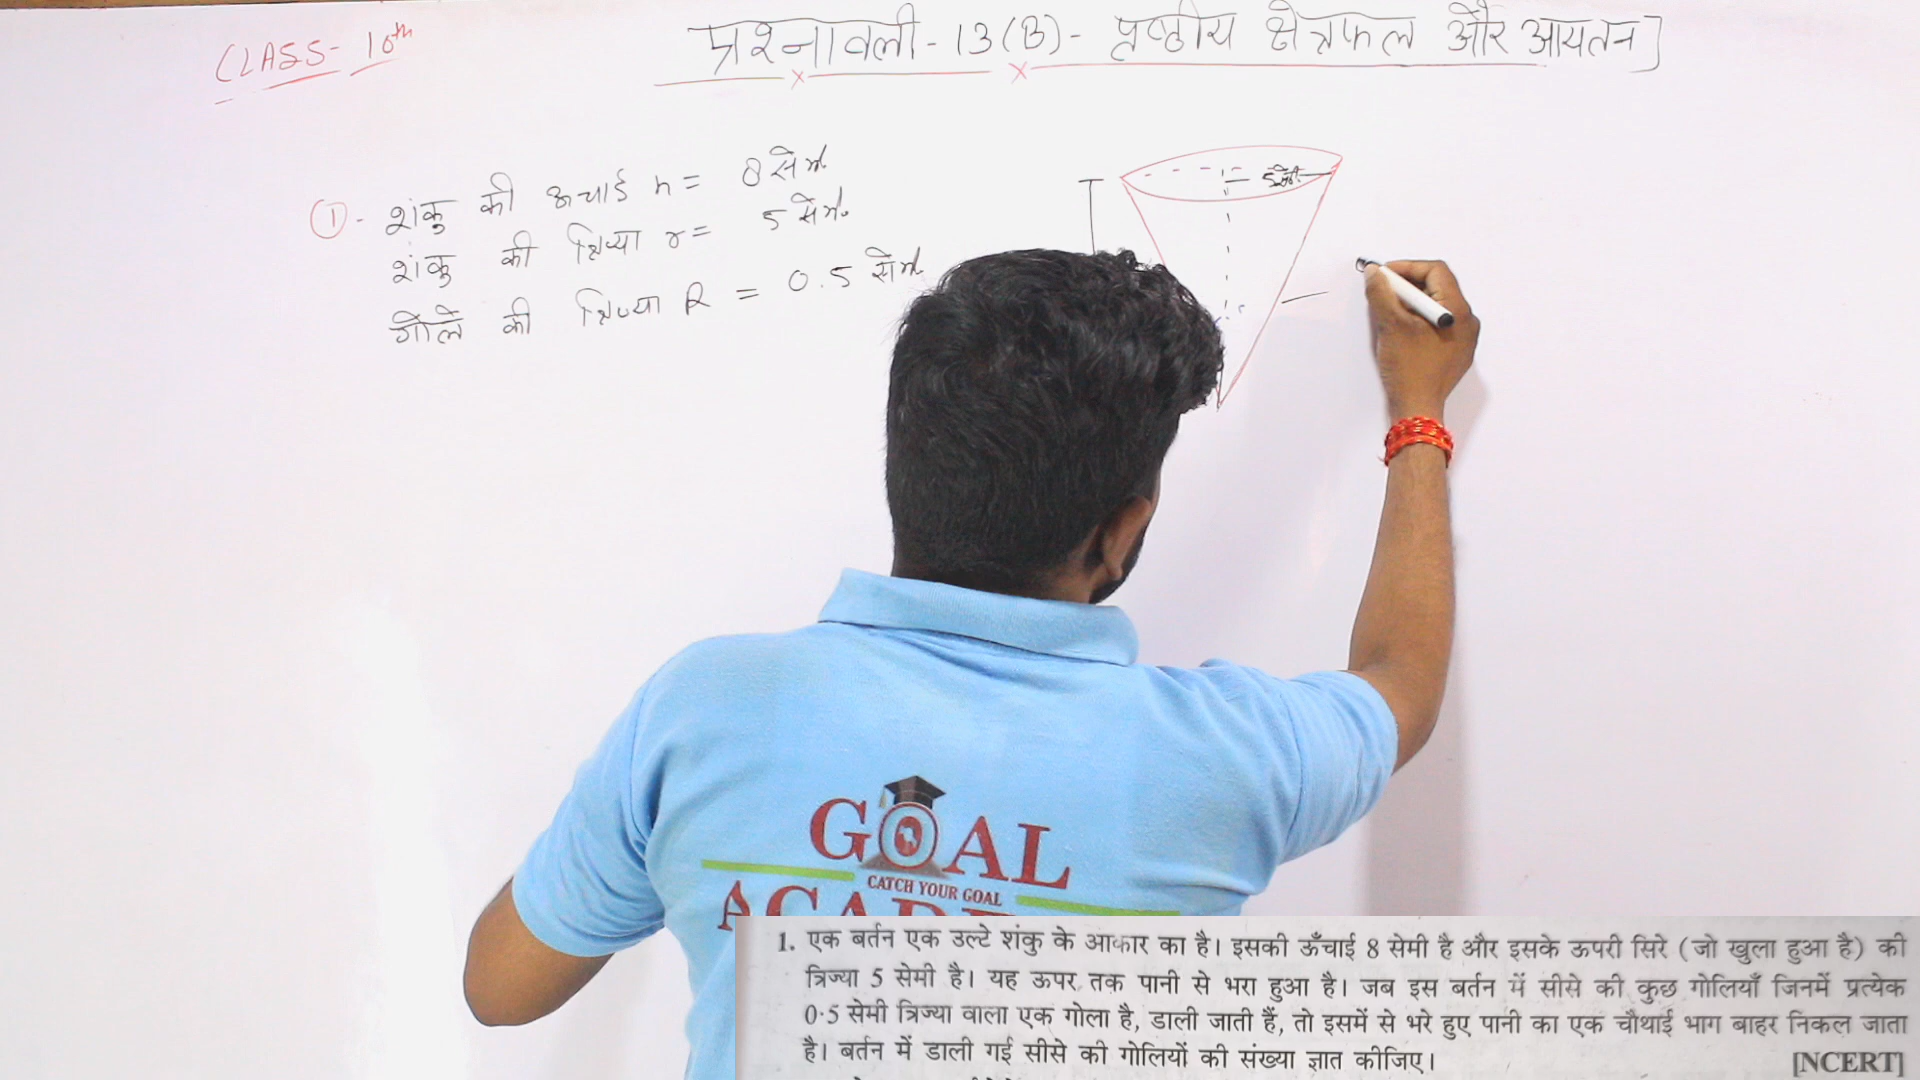 CLASS- 10th
प्रश्नावली-13(B)- पृष्ठीय क्षेत्रफल और आयतन]
①- शंकु की ऊचाई h = 8 सेमी.
शंकु की त्रिज्या r = 5 सेमी.
गोले की त्रिज्या R = 0.5 सेमी
5सेमी.
GOAL
CATCH YOUR GOAL
1. एक बर्तन एक उल्टे शंकु के आकार का है। इसकी ऊँचाई 8 सेमी है और इसके ऊपरी सिरे (जो खुला हुआ है) की
त्रिज्या 5 सेमी है। यह ऊपर तक पानी से भरा हुआ है। जब इस बर्तन में सीसे की कुछ गोलियाँ जिनमें प्रत्येक
0·5 सेमी त्रिज्या वाला एक गोला है, डाली जाती हैं, तो इसमें से भरे हुए पानी का एक चौथाई भाग बाहर निकल जाता
है। बर्तन में डाली गई सीसे की गोलियों की संख्या ज्ञात कीजिए। [NCERT]